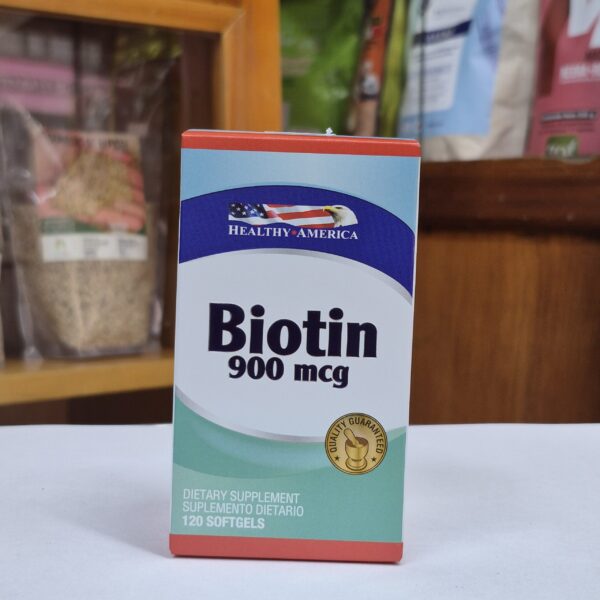 HEALTHY★AMERICA
Biotin
900 mcg
QUALITY GUARANTEED
DIETARY SUPPLEMENT
SUPLEMENTO DIETARIO
120 SOFTGELS